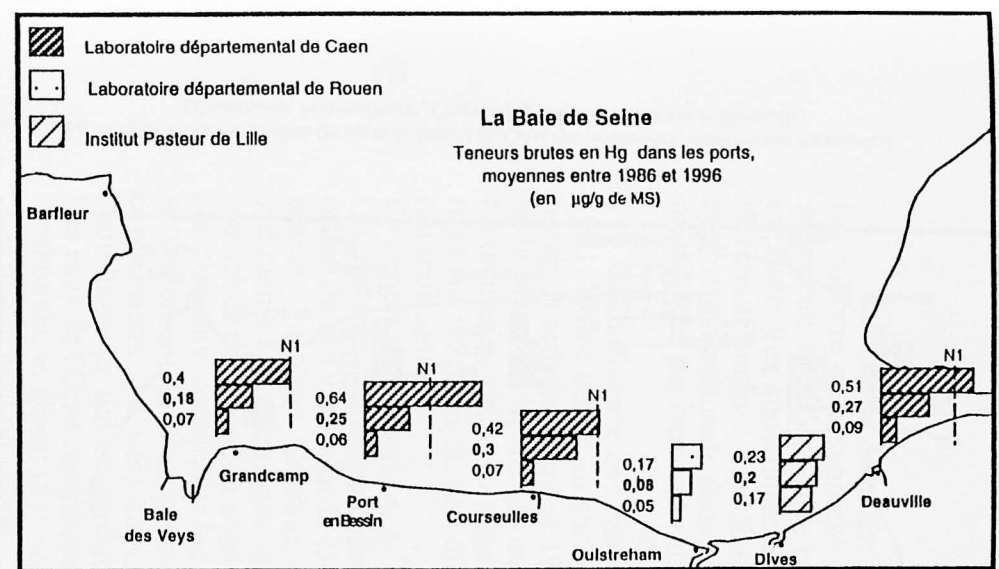 Laboratoire départemental de Caen
Laboratoire départemental de Rouen
Institut Pasteur de Lille
La Baie de Seine
Teneurs brutes en Hg dans les ports,
moyennes entre 1986 et 1996
(en µg/g de MS)
Barfleur
N1
0,4
0,18
0,07
Grandcamp
Baie
des Veys
N1
0,64
0,25
0,06
Port
en Bessin
N1
0,42
0,3
0,07
Courseulles
0,17
0,08
0,05
Ouistreham
0,23
0,2
0,17
Dives
N1
0,51
0,27
0,09
Deauville